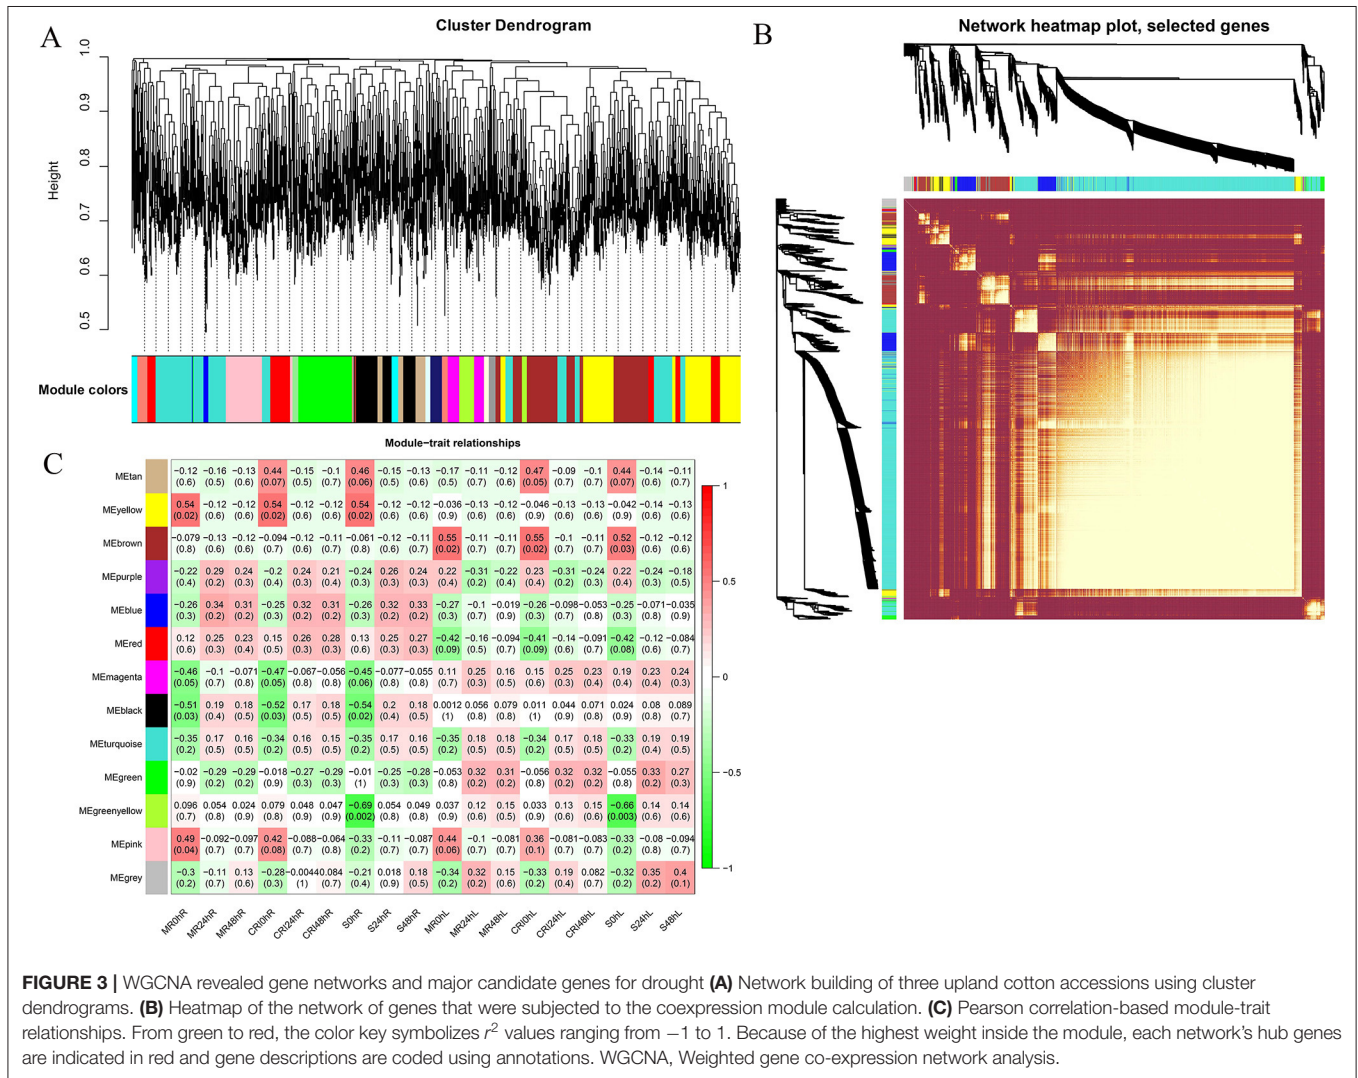 A
Cluster Dendrogram
B
Network heatmap plot, selected genes
Height
1.0
0.9
0.8
0.7
0.6
0.5
Module colors
C
Module−trait relationships
MEtan −0.12 −0.16 −0.13 0.44 −0.15 −0.1 0.46 −0.15 −0.13 −0.17 −0.11 −0.12 0.47 −0.09 −0.1 0.44 −0.14 −0.11
(0.6) (0.5) (0.6) (0.07) (0.5) (0.7) (0.06) (0.5) (0.6) (0.5) (0.7) (0.6) (0.05) (0.7) (0.7) (0.07) (0.6) (0.7)
MEyellow 0.54 −0.12 −0.12 0.54 −0.12 −0.12 0.54 −0.12 −0.12 −0.036 −0.13 −0.12 −0.046 −0.13 −0.13 −0.042 −0.14 −0.13
(0.02) (0.6) (0.6) (0.02) (0.6) (0.6) (0.02) (0.6) (0.6) (0.9) (0.6) (0.6) (0.9) (0.6) (0.6) (0.9) (0.6) (0.6)
MEbrown −0.079 −0.13 −0.12 −0.094 −0.12 −0.11 −0.061 −0.12 −0.11 0.55 −0.11 −0.11 0.55 −0.1 −0.11 0.52 −0.12 −0.12
(0.8) (0.6) (0.6) (0.7) (0.6) (0.7) (0.8) (0.6) (0.7) (0.02) (0.7) (0.7) (0.02) (0.7) (0.7) (0.03) (0.6) (0.6)
MEpurple −0.22 0.29 0.24 −0.2 0.24 0.21 −0.24 0.26 0.24 0.22 −0.31 −0.22 0.23 −0.31 −0.24 0.22 −0.24 −0.18
(0.4) (0.2) (0.3) (0.4) (0.3) (0.4) (0.3) (0.3) (0.3) (0.4) (0.2) (0.4) (0.4) (0.2) (0.3) (0.4) (0.3) (0.5)
MEblue −0.26 0.34 0.31 −0.25 0.32 0.31 −0.26 0.32 0.33 −0.27 −0.1 −0.019 −0.26 −0.098 −0.053 −0.25 −0.071 −0.035
(0.3) (0.2) (0.2) (0.3) (0.2) (0.2) (0.3) (0.2) (0.2) (0.3) (0.7) (0.9) (0.3) (0.7) (0.8) (0.3) (0.8) (0.9)
MEred 0.12 0.25 0.23 0.15 0.26 0.28 0.13 0.25 0.27 −0.42 −0.16 −0.094 −0.41 −0.14 −0.091 −0.42 −0.12 −0.084
(0.6) (0.3) (0.4) (0.5) (0.3) (0.3) (0.6) (0.3) (0.3) (0.09) (0.5) (0.7) (0.09) (0.6) (0.7) (0.08) (0.6) (0.7)
MEmagenta −0.46 −0.1 −0.071 −0.47 −0.067 −0.056 −0.45 −0.077 −0.055 0.11 0.25 0.16 0.15 0.25 0.23 0.19 0.23 0.24
(0.05) (0.7) (0.8) (0.05) (0.8) (0.8) (0.06) (0.8) (0.8) (0.7) (0.3) (0.5) (0.6) (0.3) (0.4) (0.4) (0.4) (0.3)
MEblack −0.51 0.19 0.18 −0.52 0.17 0.18 −0.54 0.2 0.18 0.0012 0.056 0.079 0.011 0.044 0.071 0.024 0.08 0.089
(0.03) (0.4) (0.5) (0.03) (0.5) (0.5) (0.02) (0.4) (0.5) (1) (0.8) (0.8) (1) (0.9) (0.8) (0.9) (0.8) (0.7)
MEturquoise −0.35 0.17 0.16 −0.34 0.16 0.15 −0.35 0.17 0.16 −0.35 0.18 0.18 −0.34 0.17 0.18 −0.33 0.19 0.19
(0.2) (0.5) (0.5) (0.2) (0.5) (0.5) (0.2) (0.5) (0.5) (0.2) (0.5) (0.5) (0.2) (0.5) (0.5) (0.2) (0.4) (0.5)
MEgreen −0.02 −0.29 −0.29 −0.018 −0.27 −0.29 −0.01 −0.25 −0.28 −0.053 0.32 0.31 −0.056 0.32 0.32 −0.055 0.33 0.27
(0.9) (0.2) (0.2) (0.9) (0.3) (0.3) (1) (0.3) (0.3) (0.8) (0.2) (0.2) (0.8) (0.2) (0.2) (0.8) (0.2) (0.3)
MEgreenyellow 0.096 0.054 0.024 0.079 0.048 0.047 −0.69 0.054 0.049 0.037 0.12 0.15 0.033 0.13 0.15 −0.66 0.14 0.14
(0.7) (0.8) (0.9) (0.8) (0.9) (0.9) (0.002) (0.8) (0.8) (0.9) (0.6) (0.5) (0.9) (0.6) (0.6) (0.003) (0.6) (0.6)
MEpink 0.49 −0.092 −0.097 0.42 −0.088 −0.064 −0.33 −0.11 −0.087 0.44 −0.1 −0.081 0.36 −0.081 −0.083 −0.33 −0.08 −0.094
(0.04) (0.7) (0.7) (0.08) (0.7) (0.8) (0.2) (0.7) (0.7) (0.06) (0.7) (0.7) (0.1) (0.7) (0.7) (0.2) (0.8) (0.7)
MEgrey −0.3 −0.11 0.13 −0.28 −0.0044 0.084 −0.21 0.018 0.18 −0.34 0.32 0.15 −0.33 0.19 0.082 −0.32 0.35 0.4
(0.2) (0.7) (0.6) (0.3) (1) (0.7) (0.4) (0.9) (0.5) (0.2) (0.2) (0.6) (0.2) (0.4) (0.7) (0.2) (0.2) (0.1)
MR0hR MR24hR MR48hR CRI0hR CRI24hR CRI48hR S0hR S24hR S48hR MR0hL MR24hL MR48hL CRI0hL CRI24hL CRI48hL S0hL S24hL S48hL
1
0.5
0
−0.5
−1
FIGURE 3 | WGCNA revealed gene networks and major candidate genes for drought (A) Network building of three upland cotton accessions using cluster
dendrograms. (B) Heatmap of the network of genes that were subjected to the coexpression module calculation. (C) Pearson correlation-based module-trait
relationships. From green to red, the color key symbolizes r² values ranging from −1 to 1. Because of the highest weight inside the module, each network's hub genes
are indicated in red and gene descriptions are coded using annotations. WGCNA, Weighted gene co-expression network analysis.